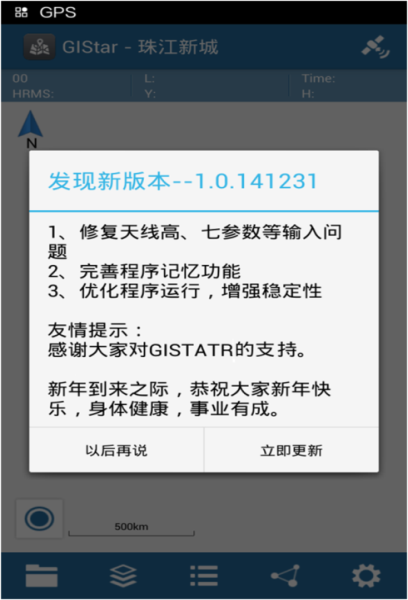 GPS
GIStar - 珠江新城
00 L: Time:
HRMS: Y: H:
N
发现新版本--1.0.141231
1、修复天线高、七参数等输入问
题
2、完善程序记忆功能
3、优化程序运行，增强稳定性
友情提示：
感谢大家对GISTATR的支持。
新年到来之际，恭祝大家新年快
乐，身体健康，事业有成。
以后再说 立即更新
500km